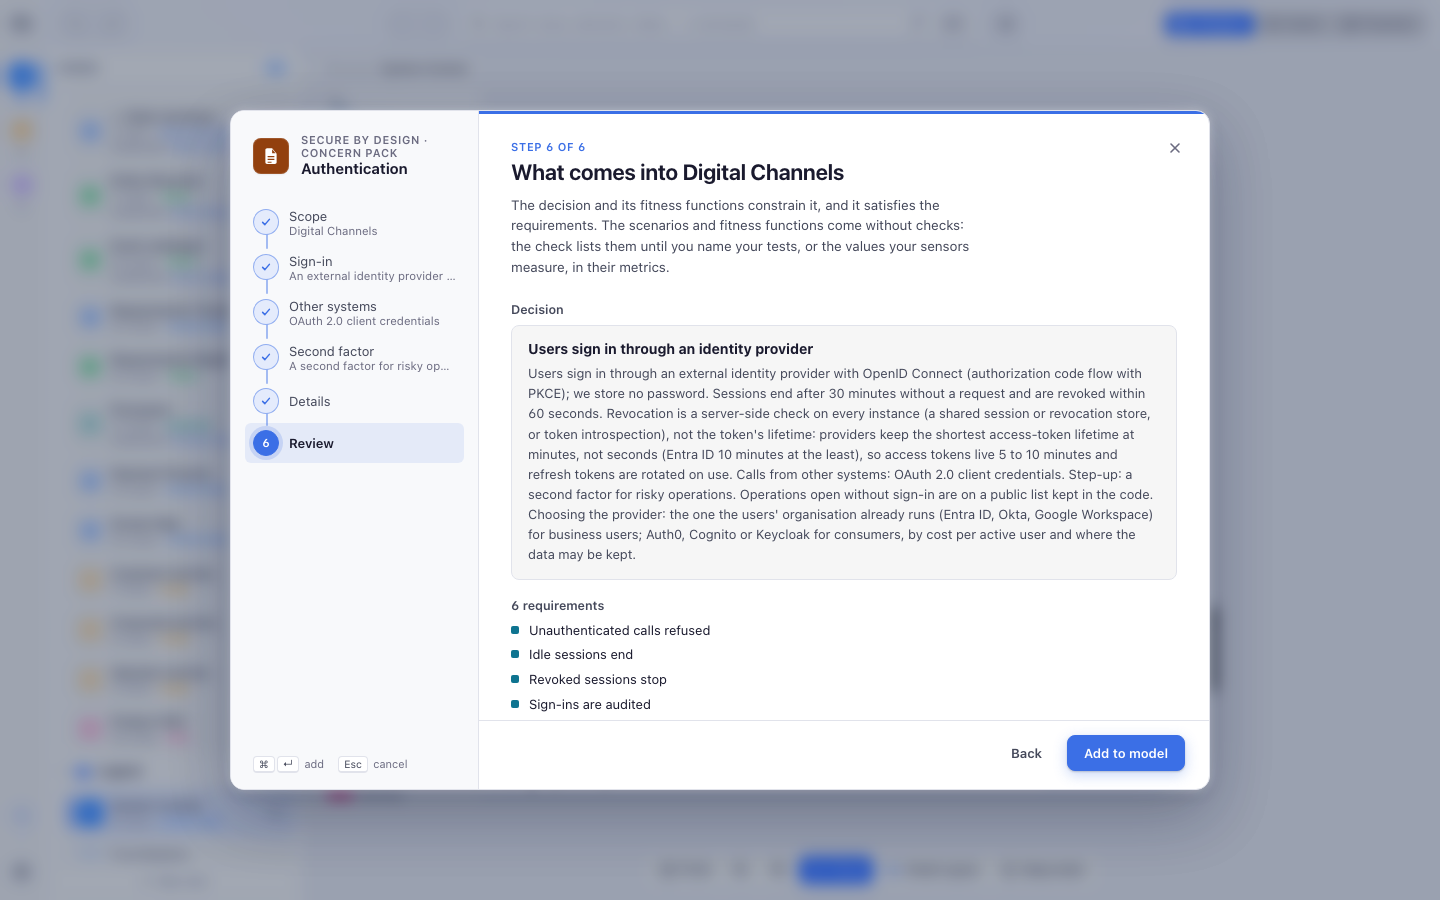 SECURE BY DESIGN ·
CONCERN PACK
Authentication
Scope
Digital Channels
Sign-in
An external identity provider ...
Other systems
OAuth 2.0 client credentials
Second factor
A second factor for risky op...
Details
6
Review
⌘ ↵ add Esc cancel
STEP 6 OF 6
What comes into Digital Channels
The decision and its fitness functions constrain it, and it satisfies the
requirements. The scenarios and fitness functions come without checks:
the check lists them until you name your tests, or the values your sensors
measure, in their metrics.
Decision
Users sign in through an identity provider
Users sign in through an external identity provider with OpenID Connect (authorization code flow with
PKCE); we store no password. Sessions end after 30 minutes without a request and are revoked within
60 seconds. Revocation is a server-side check on every instance (a shared session or revocation store,
or token introspection), not the token's lifetime: providers keep the shortest access-token lifetime at
minutes, not seconds (Entra ID 10 minutes at the least), so access tokens live 5 to 10 minutes and
refresh tokens are rotated on use. Calls from other systems: OAuth 2.0 client credentials. Step-up: a
second factor for risky operations. Operations open without sign-in are on a public list kept in the code.
Choosing the provider: the one the users' organisation already runs (Entra ID, Okta, Google Workspace)
for business users; Auth0, Cognito or Keycloak for consumers, by cost per active user and where the
data may be kept.
6 requirements
Unauthenticated calls refused
Idle sessions end
Revoked sessions stop
Sign-ins are audited
Back
Add to model